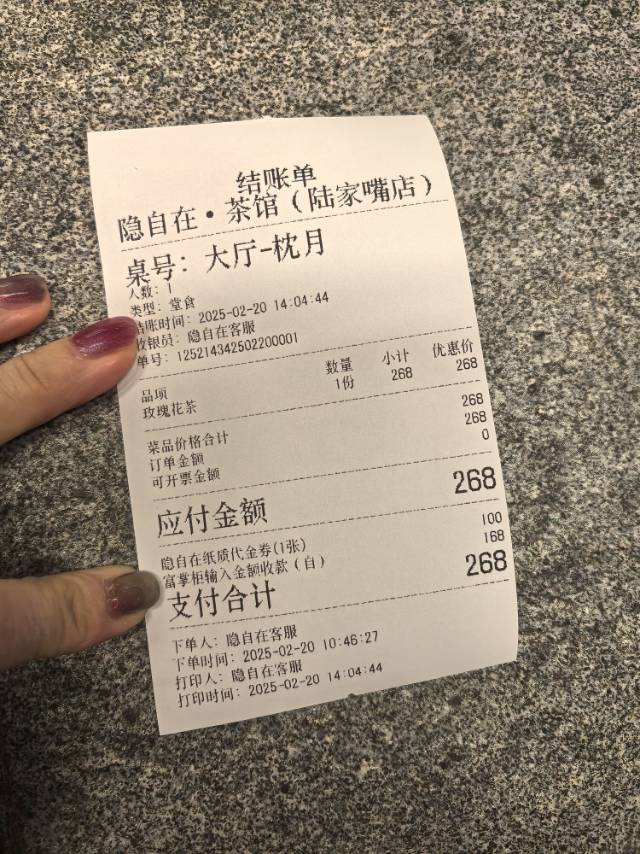 结账单
隐自在·茶馆（陆家嘴店）
桌号: 大厅-枕月
人数: 1
类型: 堂食
结账时间: 2025-02-20 14:04:44
收银员: 隐自在客服
单号: 125214342502200001
品项 数量 小计 优惠价
玫瑰花茶 1份 268 268
菜品价格合计 268
订单金额 268
可开票金额 0
应付金额 268
隐自在纸质代金券(1张) 100
富掌柜输入金额收款（自） 168
支付合计 268
下单人: 隐自在客服
下单时间: 2025-02-20 10:46:27
打印人: 隐自在客服
打印时间: 2025-02-20 14:04:44